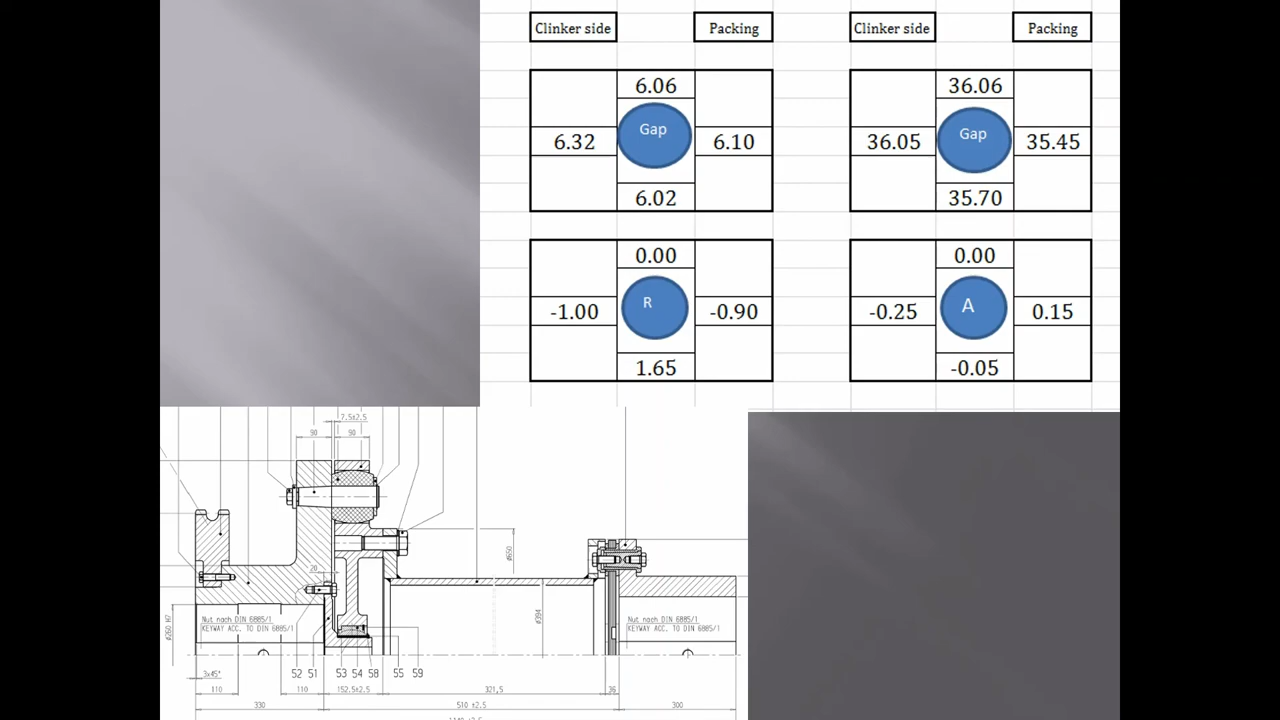 Clinker side Packing Clinker side Packing
6.06 36.06
Gap Gap
6.32 6.10 36.05 35.45
6.02 35.70
0.00 0.00
R A
-1.00 -0.90 -0.25 0.15
1.65 -0.05
7.5±2.5
90 90
20
ø650
ø394
ø260 H7
Nut nach DIN 6885/1
KEYWAY ACC. TO DIN 6885/1
Nut nach DIN 6885/1
KEYWAY ACC. TO DIN 6885/1
3x45°
52 51 53 54 58 55 59
110 110 152.5±2.5 321,5 36
330 510 ±2.5 300